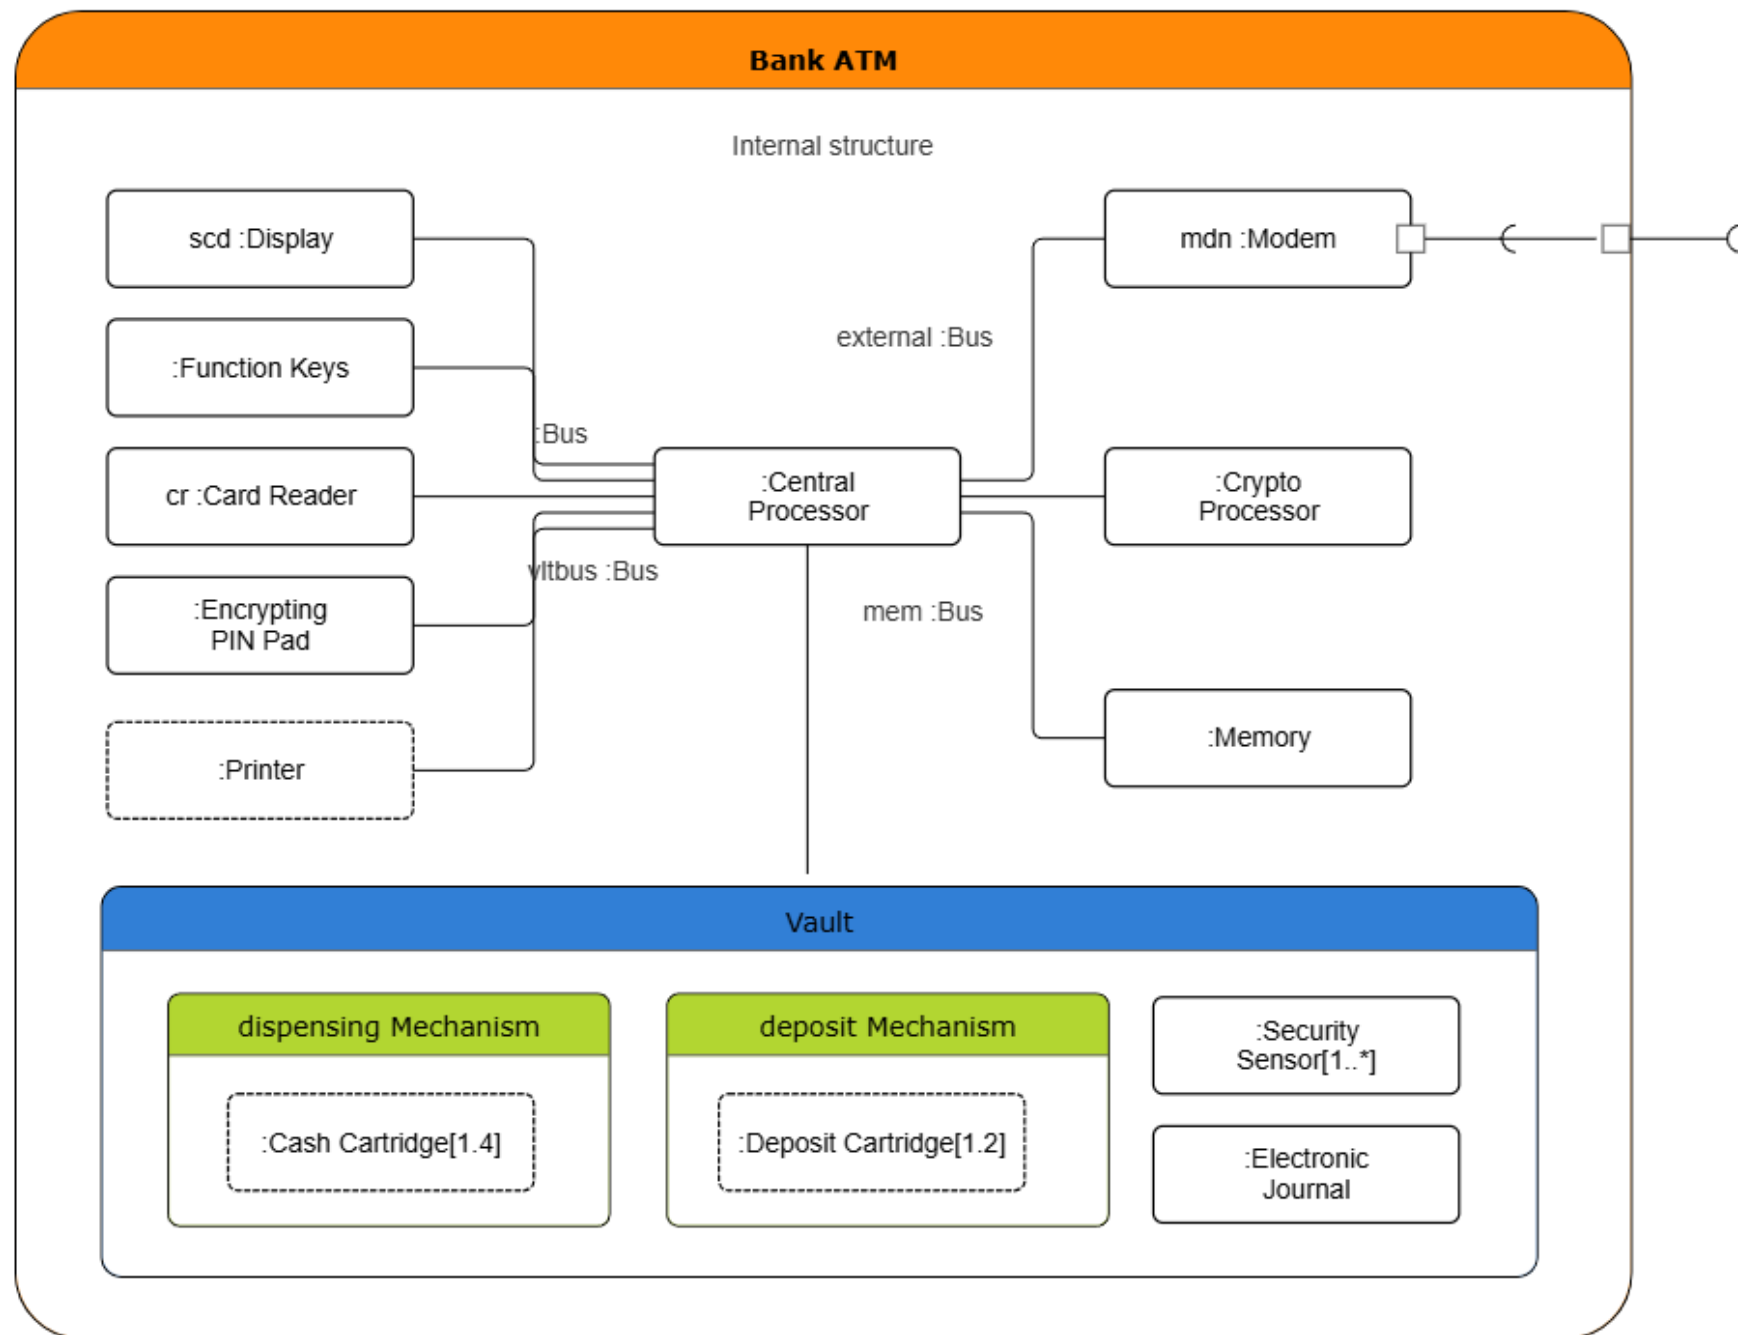 Bank ATM
Internal structure
scd :Display
mdn :Modem
:Function Keys
external :Bus
:Bus
cr :Card Reader
:Central
Processor
:Crypto
Processor
vltbus :Bus
:Encrypting
PIN Pad
mem :Bus
:Printer
:Memory
Vault
dispensing Mechanism
deposit Mechanism
:Security
Sensor[1..*]
:Cash Cartridge[1.4]
:Deposit Cartridge[1.2]
:Electronic
Journal